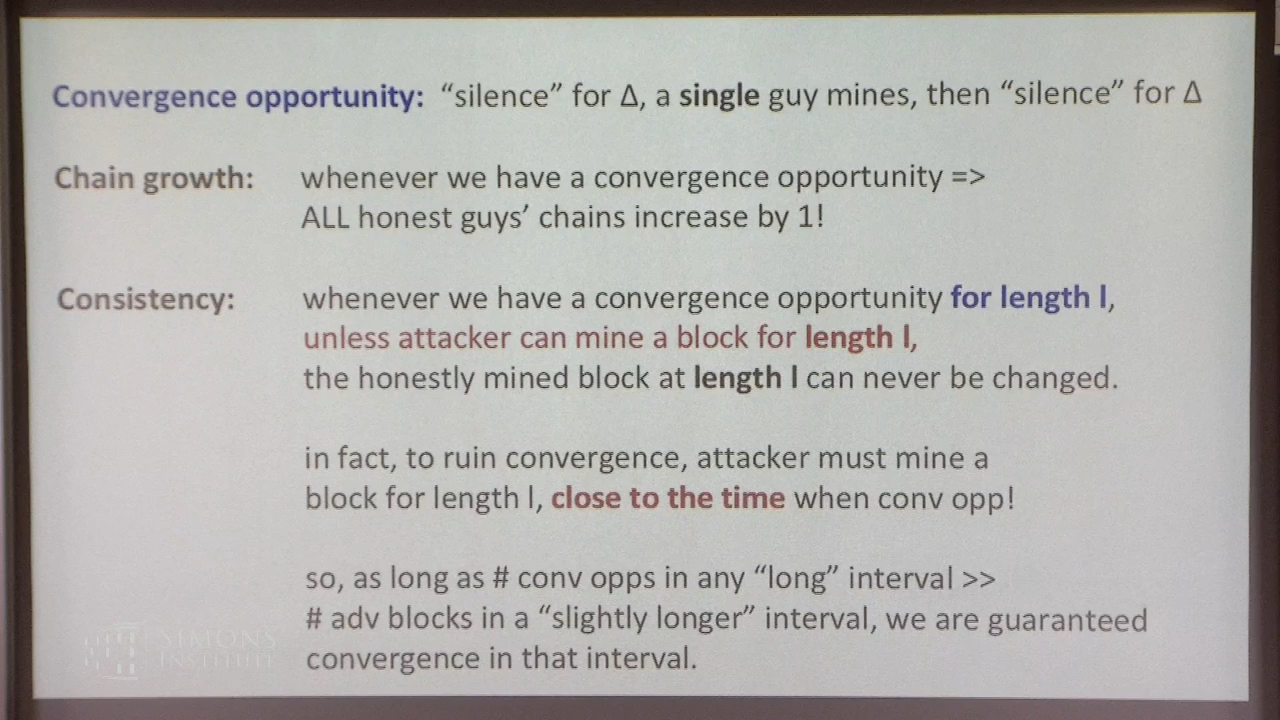 Convergence opportunity: “silence” for Δ, a single guy mines, then “silence” for Δ
Chain growth: whenever we have a convergence opportunity =>
ALL honest guys’ chains increase by 1!
Consistency: whenever we have a convergence opportunity for length l,
unless attacker can mine a block for length l,
the honestly mined block at length l can never be changed.
in fact, to ruin convergence, attacker must mine a
block for length l, close to the time when conv opp!
so, as long as # conv opps in any “long” interval >>
# adv blocks in a “slightly longer” interval, we are guaranteed
convergence in that interval.
SIMONS
INSTITUTE